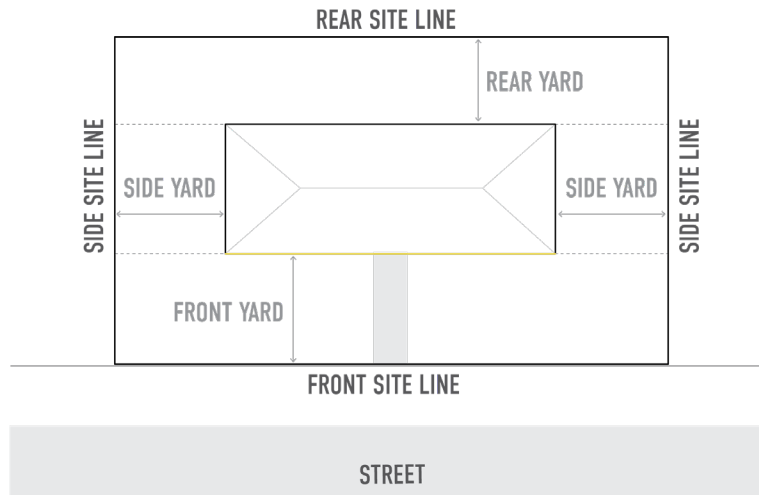 REAR SITE LINE
REAR YARD
SIDE SITE LINE
SIDE YARD
SIDE YARD
SIDE SITE LINE
FRONT YARD
FRONT SITE LINE
STREET